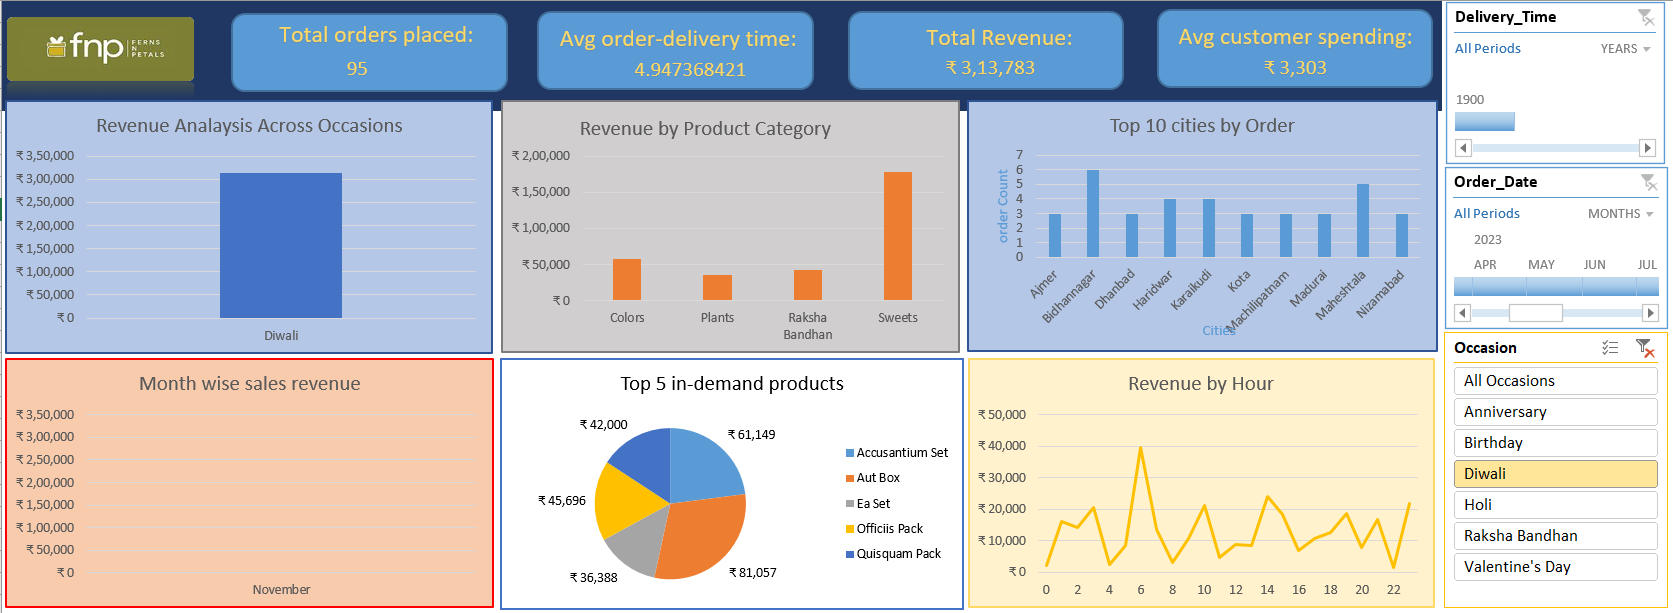 fnp FERNS N PETALS
Total orders placed:
95
Avg order-delivery time:
4.947368421
Total Revenue:
₹ 3,13,783
Avg customer spending:
₹ 3,303
Delivery_Time
All Periods YEARS
1900
Revenue Analaysis Across Occasions
₹ 3,50,000
₹ 3,00,000
₹ 2,50,000
₹ 2,00,000
₹ 1,50,000
₹ 1,00,000
₹ 50,000
₹ 0
Diwali
Revenue by Product Category
₹ 2,00,000
₹ 1,50,000
₹ 1,00,000
₹ 50,000
₹ 0
Colors Plants Raksha Bandhan Sweets
Top 10 cities by Order
order Count
7
6
5
4
3
2
1
0
Ajmer Bidhannagar Dhanbad Haridwar Karaikudi Kota Machilipatnam Madurai Maheshtala Nizamabad
Cities
Order_Date
All Periods MONTHS
2023
APR MAY JUN JUL
Occasion
All Occasions
Anniversary
Birthday
Diwali
Holi
Raksha Bandhan
Valentine's Day
Month wise sales revenue
₹ 3,50,000
₹ 3,00,000
₹ 2,50,000
₹ 2,00,000
₹ 1,50,000
₹ 1,00,000
₹ 50,000
₹ 0
November
Top 5 in-demand products
₹ 42,000
₹ 61,149
₹ 45,696
₹ 36,388
₹ 81,057
Accusantium Set
Aut Box
Ea Set
Officiis Pack
Quisquam Pack
Revenue by Hour
₹ 50,000
₹ 40,000
₹ 30,000
₹ 20,000
₹ 10,000
₹ 0
0 2 4 6 8 10 12 14 16 18 20 22